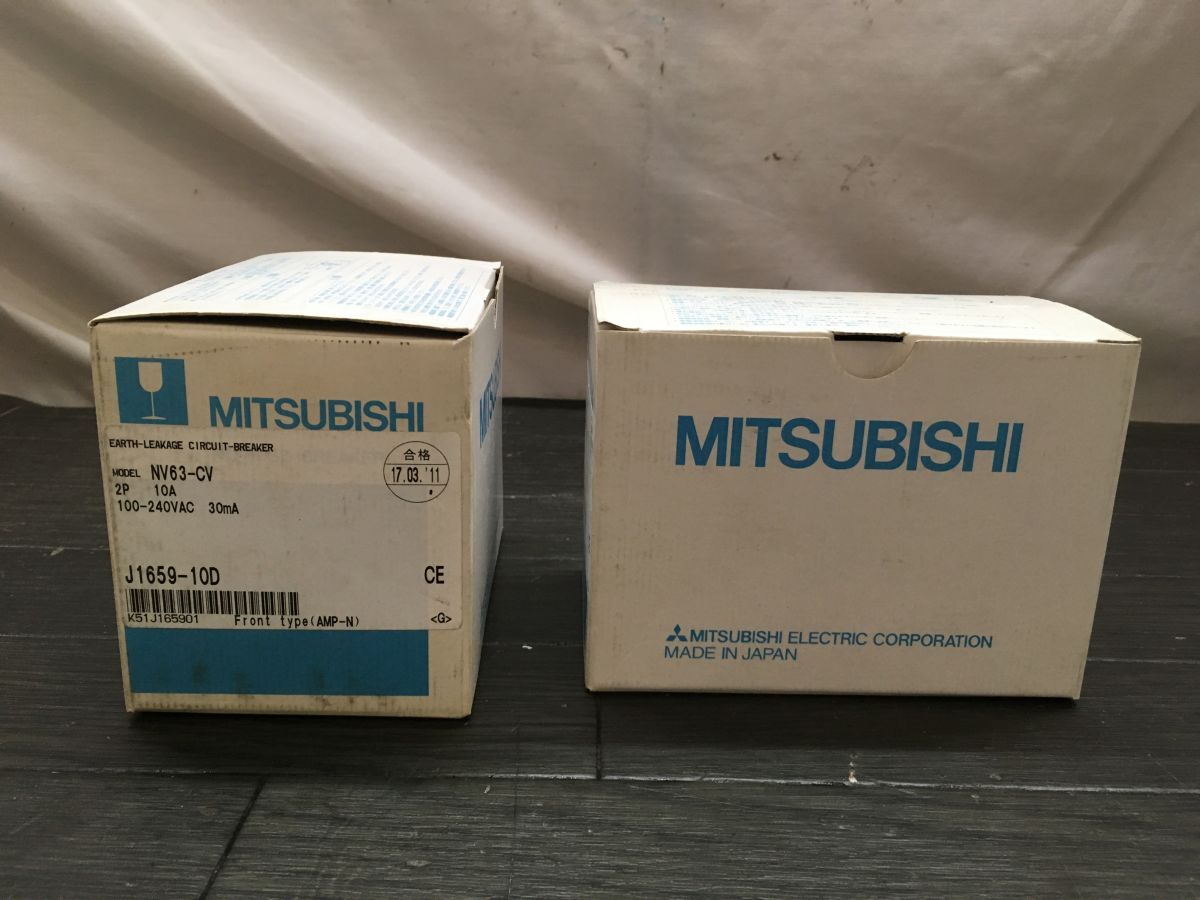 MITSUBISHI
EARTH-LEAKAGE CIRCUIT-BREAKER
MODEL NV63-CV
2P 10A
100-240VAC 30mA
合格
17.03.'11
J1659-10D
CE
K51J165901 Front type(AMP-N) <G>
MITSUBISHI
MITSUBISHI
MITSUBISHI ELECTRIC CORPORATION
MADE IN JAPAN